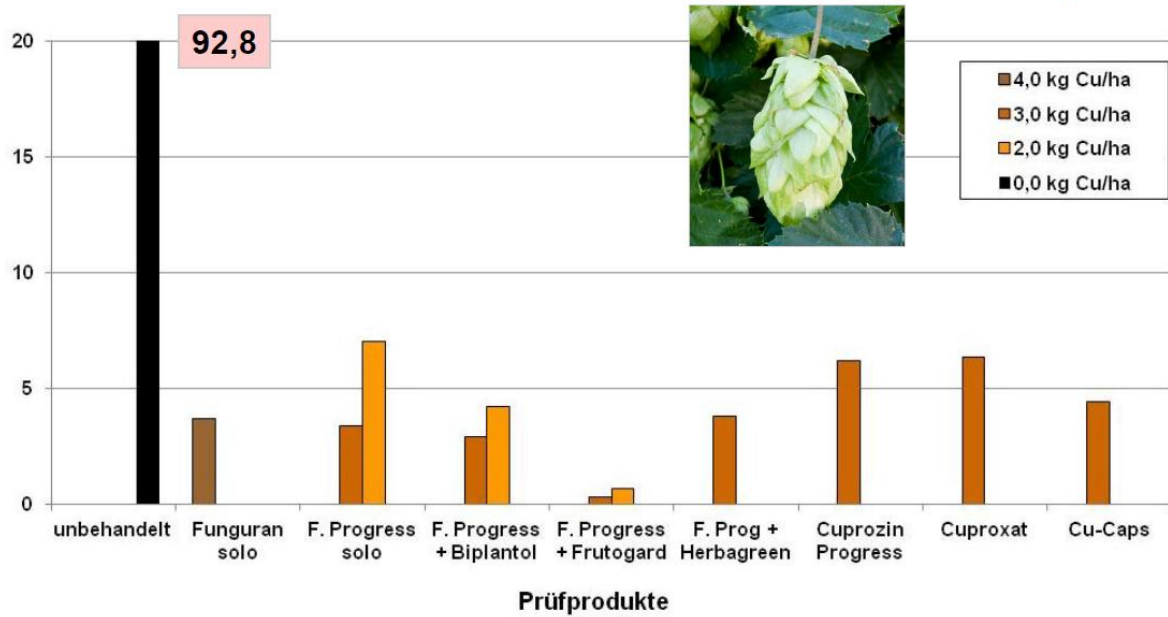 92,8
20
15
10
5
0
4,0 kg Cu/ha
3,0 kg Cu/ha
2,0 kg Cu/ha
0,0 kg Cu/ha
unbehandelt
Funguran
solo
F. Progress
solo
F. Progress
+ Biplantol
F. Progress
+ Frutogard
F. Prog +
Herbagreen
Cuprozin
Progress
Cuproxat
Cu-Caps
Prüfprodukte